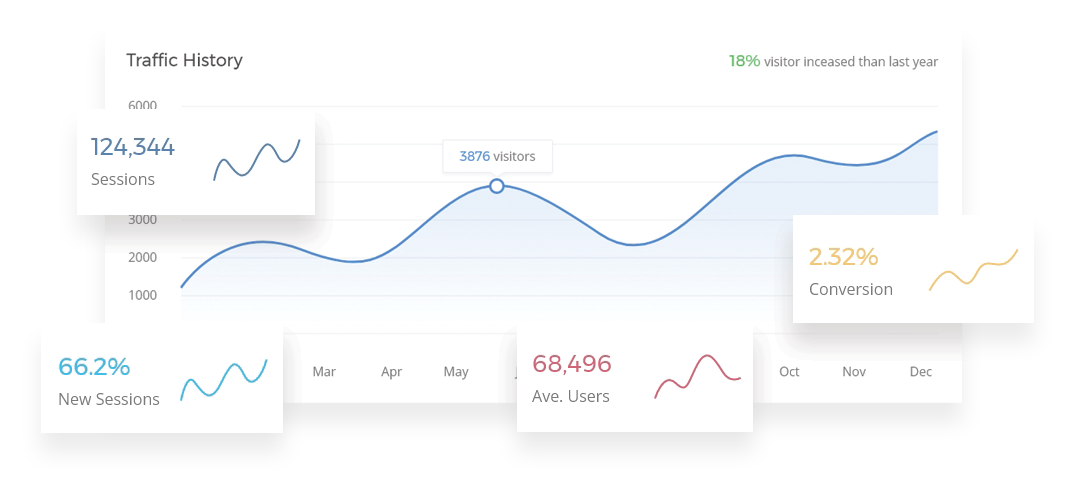 Traffic History
18% visitor inceased than last year
6000
124,344
Sessions
3876 visitors
3000
2000
1000
2.32%
Conversion
66.2%
New Sessions
68,496
Ave. Users
Mar Apr May Oct Nov Dec